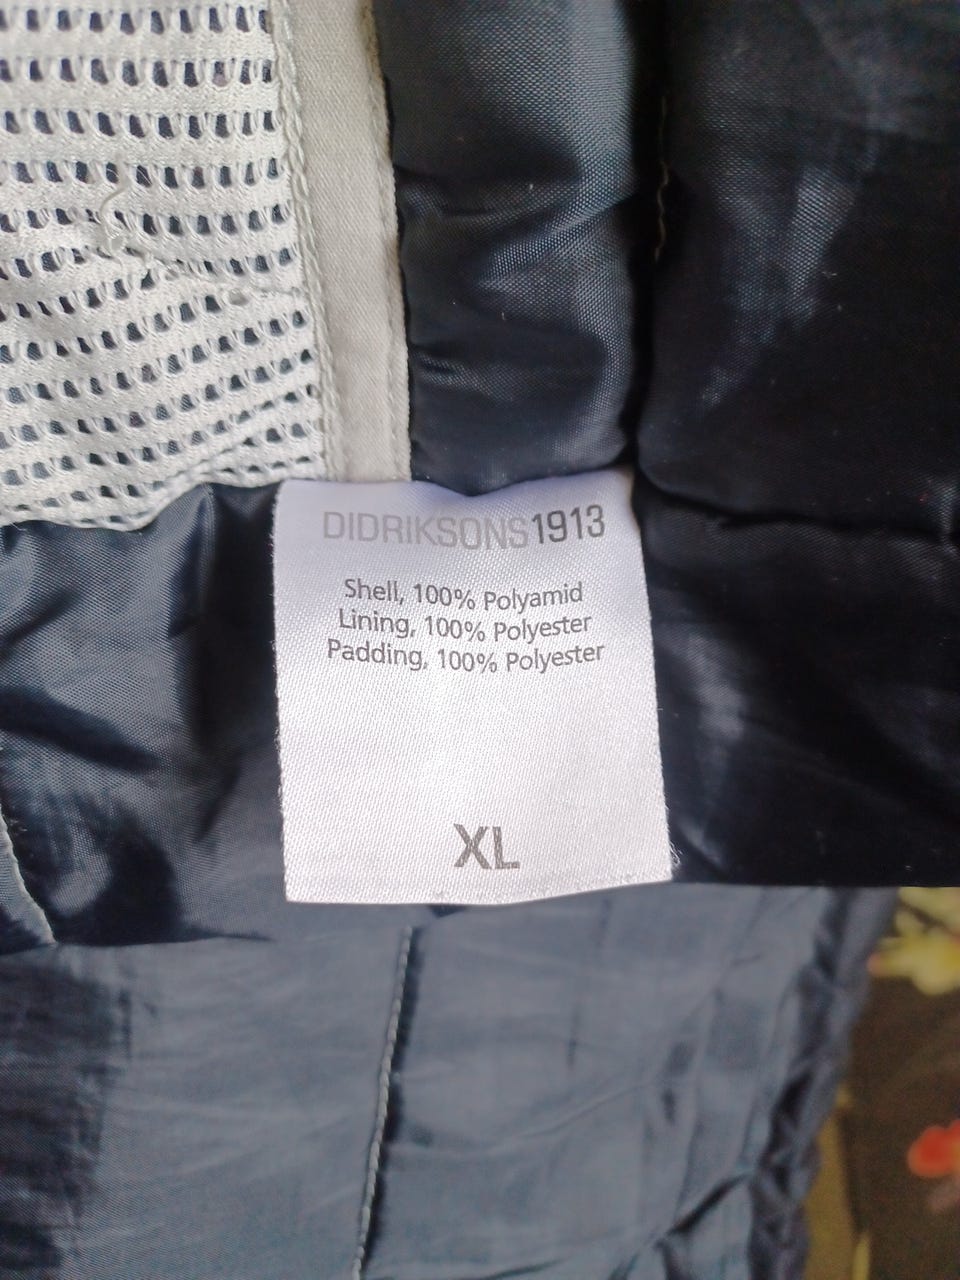 DIDRIKSONS1913
Shell, 100% Polyamid
Lining, 100% Polyester
Padding, 100% Polyester
XL